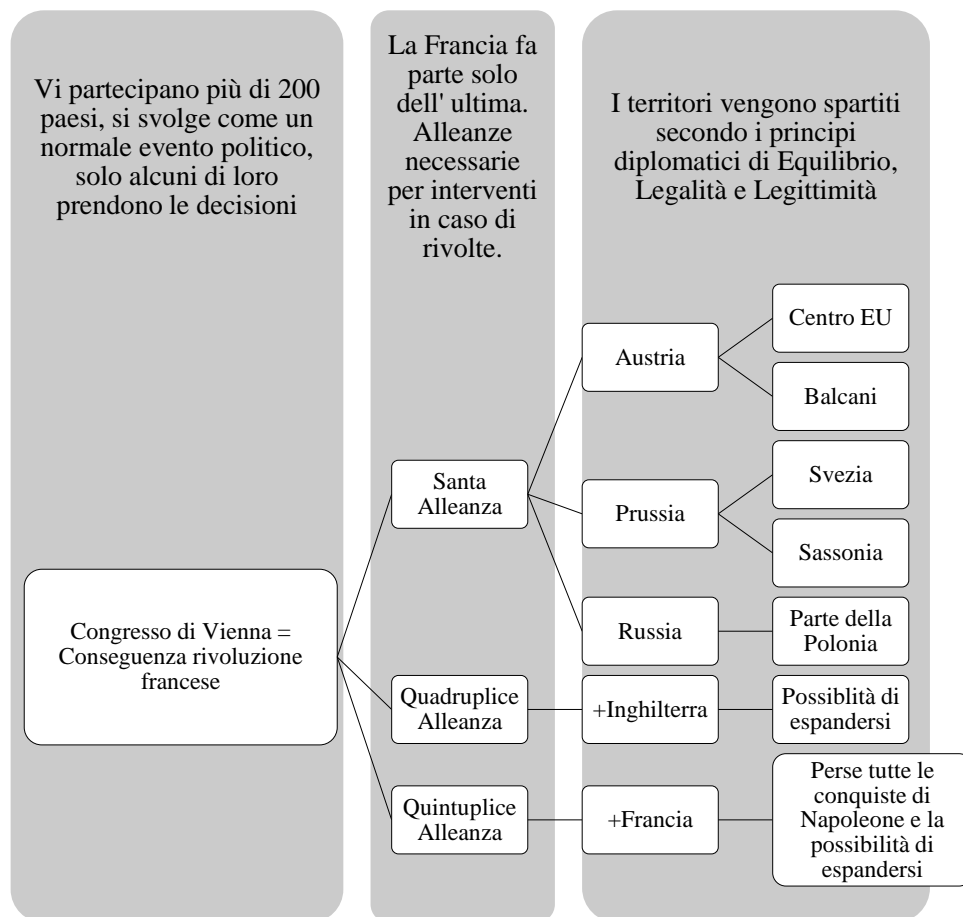 Vi partecipano più di 200
paesi, si svolge come un
normale evento politico,
solo alcuni di loro
prendono le decisioni
La Francia fa
parte solo
dell' ultima.
Alleanze
necessarie
per interventi
in caso di
rivolte.
I territori vengono spartiti
secondo i principi
diplomatici di Equilibrio,
Legalità e Legittimità
Congresso di Vienna =
Conseguenza rivoluzione
francese
Santa
Alleanza
Austria
Centro EU
Balcani
Prussia
Svezia
Sassonia
Russia
Parte della
Polonia
Quadruplice
Alleanza
+Inghilterra
Possiblità di
espandersi
Quintuplice
Alleanza
+Francia
Perse tutte le
conquiste di
Napoleone e la
possibilità di
espandersi